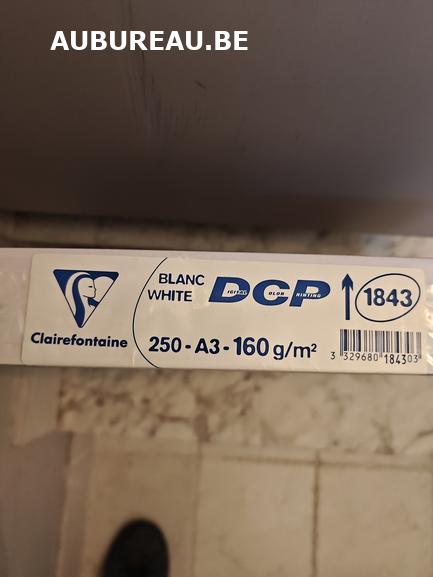 AUBUREAU.BE
BLANC
WHITE
DCP
DIGITAL COLOR PRINTING
1843
Clairefontaine
250 - A3 - 160 g/m²
3 329680 184303